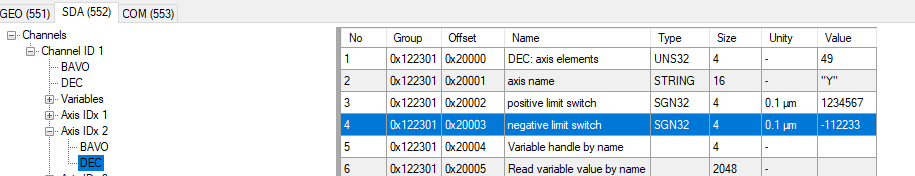 GEO (551) SDA (552) COM (553)
Channels
Channel ID 1
BAVO
DEC
Variables
Axis IDx 1
Axis IDx 2
BAVO
DEC
No Group Offset Name Type Size Unity Value
1 0x122301 0x20000 DEC: axis elements UNS32 4 - 49
2 0x122301 0x20001 axis name STRING 16 - "Y"
3 0x122301 0x20002 positive limit switch SGN32 4 0.1 µm 1234567
4 0x122301 0x20003 negative limit switch SGN32 4 0.1 µm -112233
5 0x122301 0x20004 Variable handle by name 4 -
6 0x122301 0x20005 Read variable value by name 2048 -